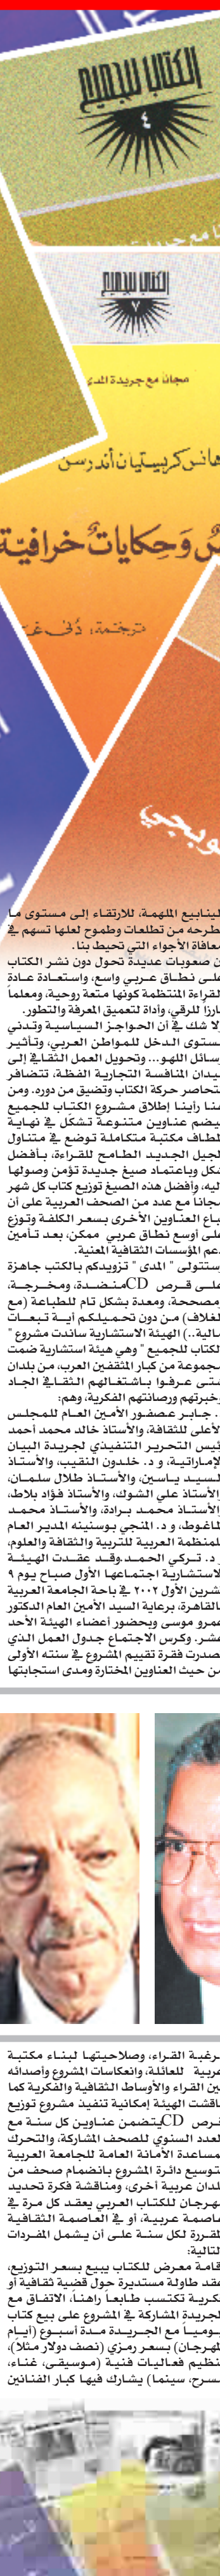 الكتاب للجميع
٤
مع جريدة
الكتاب للجميع
٧
مجانا مع جريدة المدى
هانس كريستيان أندرسن
وَحكاياتٌ خرافيّة
ترجمة: دُنى
الينابيع الملهمة، للارتقاء إلى مستوى ما
يطرحه من تطلعات وطموح لعلها تسهم في
معافاة الأجواء التي تحيط بنا.
ن صعوبات عديدة تحول دون نشر الكتاب
على نطاق عربي واسع، واستعادة عادة
القراءة المنتظمة كونها متعة روحية، ومعلماً
بارزا للرقي، وأداة لتعميق المعرفة والتطور.
لا شك في أن الحواجز السياسية وتدني
مستوى الدخل للمواطن العربي، وتأثير
وسائل اللهو... وتحويل العمل الثقافي إلى
ميدان المنافسة التجارية الفظة، تتضافر
لتحاصر حركة الكتاب وتضيق من دوره. ومن
هنا رأينا إطلاق مشروع الكتاب للجميع
ليضم عناوين متنوعة تشكل في نهاية
المطاف مكتبة متكاملة توضع في متناول
الجيل الجديد الطامح للقراءة، بأفضل
شكل وباعتماد صيغ جديدة تؤمن وصولها
اليه، وأفضل هذه الصيغ توزيع كتاب كل شهر
مجاناً مع عدد من الصحف العربية على أن
تباع العناوين الأخرى بسعر الكلفة وتوزع
على أوسع نطاق عربي ممكن، بعد تأمين
دعم المؤسسات الثقافية المعنية.
وستتولى " المدى " تزويدكم بالكتب جاهزة
على قرص CD منضدة، ومخرجة،
ومصححة، ومعدة بشكل تام للطباعة (مع
الغلاف) من دون تحميلكم أية تبعات
مالية..) الهيئة الاستشارية ساندت مشروع "
الكتاب للجميع " وهي هيئة استشارية ضمت
مجموعة من كبار المثقفين العرب، من بلدان
شتى عرفوا باشتغالهم الثقافي الجاد
وخبرتهم ورصانتهم الفكرية، وهم:
. جابر عصفور الأمين العام للمجلس
الأعلى للثقافة، والأستاذ خالد محمد أحمد
رئيس التحرير التنفيذي لجريدة البيان
الإماراتية، و د. خلدون النقيب، والأستاذ
السيد ياسين، والأستاذ طلال سلمان،
والأستاذ علي الشوك، والأستاذ فؤاد بلاط،
والأستاذ محمد برادة، والأستاذ محمد
الماغوط، و د. المنجي بوسنينه المدير العام
للمنظمة العربية للتربية والثقافة والعلوم،
و د. تركي الحمد.وقد عقدت الهيئة
الاستشارية اجتماعها الأول صباح يوم ٩
تشرين الأول ٢٠٠٢ في باحة الجامعة العربية
بالقاهرة، برعاية السيد الأمين العام الدكتور
عمرو موسى وبحضور أعضاء الهيئة الأحد
عشر. وكرس الاجتماع جدول العمل الذي
تصدرت فقرة تقييم المشروع في سنته الأولى
من حيث العناوين المختارة ومدى استجابتها
لرغبة القراء، وصلاحيتها لبناء مكتبة
عربية للعائلة، وانعكاسات المشروع وأصدائه
بين القراء والأوساط الثقافية والفكرية كما
ناقشت الهيئة إمكانية تنفيذ مشروع توزيع
قرص CD يتضمن عناوين كل سنة مع
العدد السنوي للصحف المشاركة، والتحرك
لمساعدة الأمانة العامة للجامعة العربية
لتوسيع دائرة المشروع بانضمام صحف من
بلدان عربية أخرى، ومناقشة فكرة تحديد
مهرجان للكتاب العربي يعقد كل مرة في
عاصمة عربية، أو في العاصمة الثقافية
المقررة لكل سنة على أن يشمل المفردات
التالية:
إقامة معرض للكتاب يبيع بسعر التوزيع،
عقد طاولة مستديرة حول قضية ثقافية أو
فكرية تكتسب طابعاً راهناً، الاتفاق مع
الجريدة المشاركة في المشروع على بيع كتاب
يومياً مع الجريدة مدة أسبوع (أيام
المهرجان) بسعر رمزي (نصف دولار مثلا)،
تنظيم فعاليات فنية (موسيقى، غناء،
مسرح، سينما) يشارك فيها كبار الفنانين